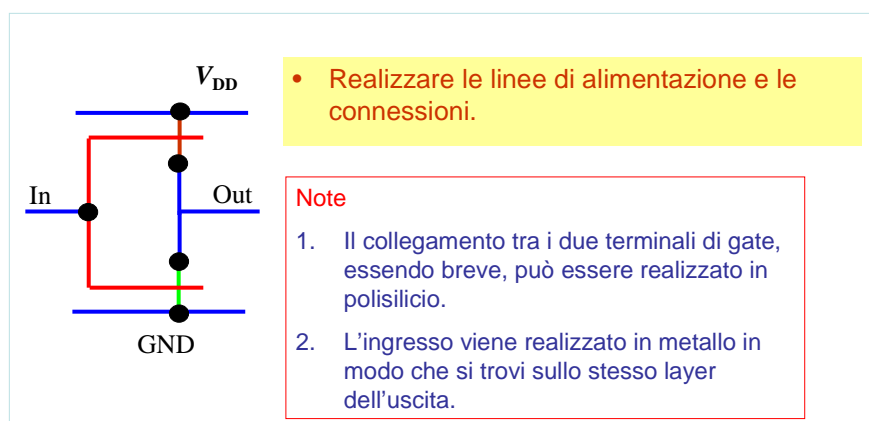 V_DD
• Realizzare le linee di alimentazione e le
connessioni.
In
Out
GND
Note
1. Il collegamento tra i due terminali di gate,
essendo breve, può essere realizzato in
polisilicio.
2. L'ingresso viene realizzato in metallo in
modo che si trovi sullo stesso layer
dell'uscita.